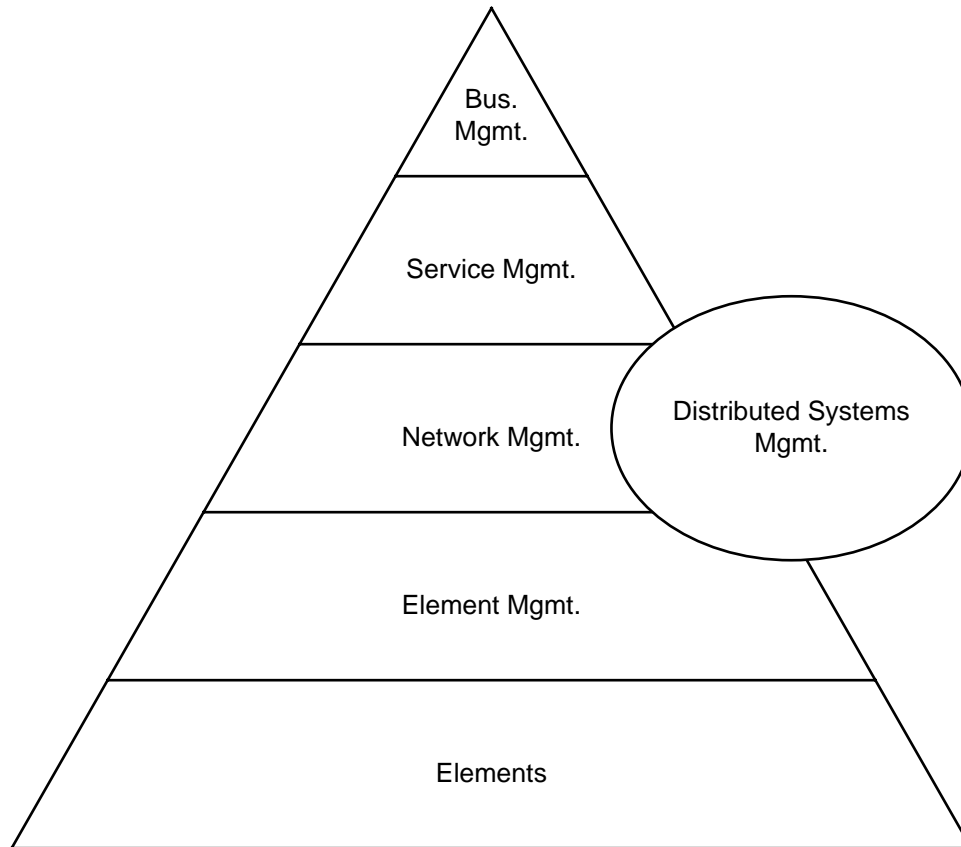 Bus.
Mgmt.
Service Mgmt.
Network Mgmt.
Distributed Systems
Mgmt.
Element Mgmt.
Elements